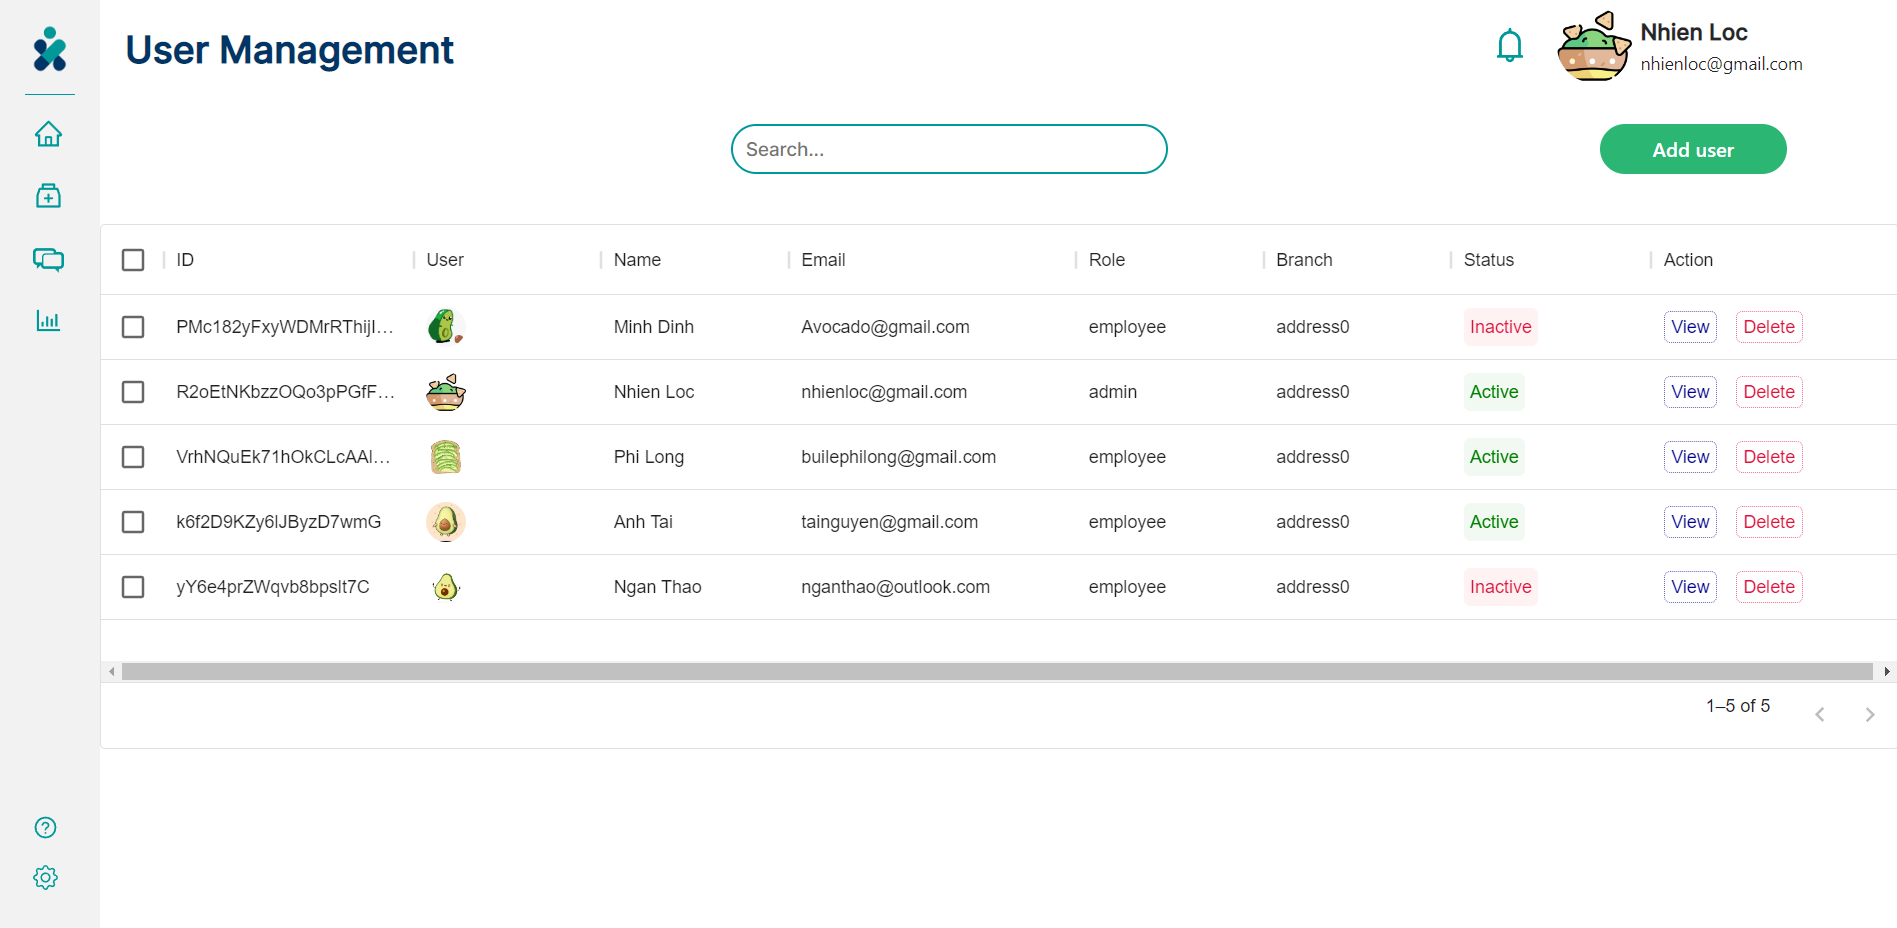 User Management
Nhien Loc
nhienloc@gmail.com
Search...
Add user
ID User Name Email Role Branch Status Action
PMc182yFxyWDMrRThijI... Minh Dinh Avocado@gmail.com employee address0 Inactive View Delete
R2oEtNKbzzOQo3pPGfF... Nhien Loc nhienloc@gmail.com admin address0 Active View Delete
VrhNQuEk71hOkCLcAAl... Phi Long builephilong@gmail.com employee address0 Active View Delete
k6f2D9KZy6lJByzD7wmG Anh Tai tainguyen@gmail.com employee address0 Active View Delete
yY6e4prZWqvb8bpslt7C Ngan Thao nganthao@outlook.com employee address0 Inactive View Delete
1–5 of 5